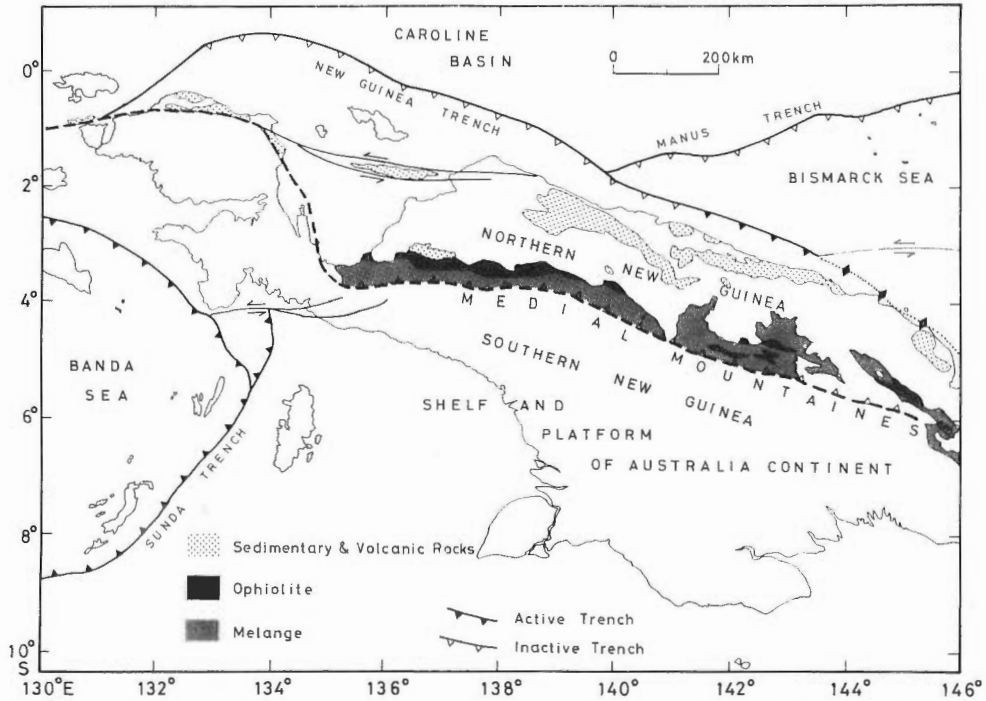 CAROLINE
BASIN
0 200km
NEW GUINEA TRENCH
MANUS TRENCH
BISMARCK SEA
NORTHERN NEW GUINEA
MEDIAL MOUNTAINES
SOUTHERN NEW GUINEA
BANDA
SEA
SHELF AND
PLATFORM
OF AUSTRALIA CONTINENT
SUNDA TRENCH
Sedimentary & Volcanic Rocks
Ophiolite
Melange
Active Trench
Inactive Trench
0°
2°
4°
6°
8°
10°
S
130°E 132° 134° 136° 138° 140° 142° 144° 146°